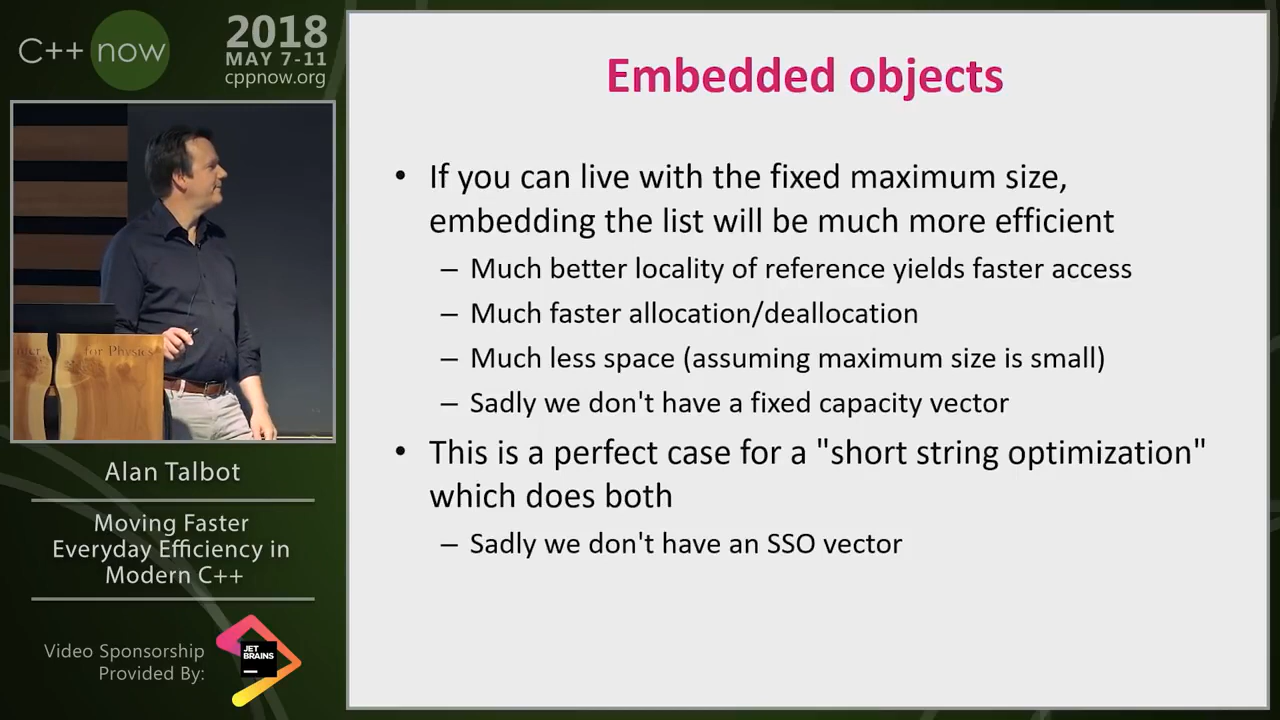 C++ now
2018
MAY 7-11
cppnow.org
for Physics
Alan Talbot
Moving Faster
Everyday Efficiency in
Modern C++
Video Sponsorship
Provided By:
JET
BRAINS
Embedded objects
• If you can live with the fixed maximum size,
embedding the list will be much more efficient
– Much better locality of reference yields faster access
– Much faster allocation/deallocation
– Much less space (assuming maximum size is small)
– Sadly we don't have a fixed capacity vector
• This is a perfect case for a "short string optimization"
which does both
– Sadly we don't have an SSO vector